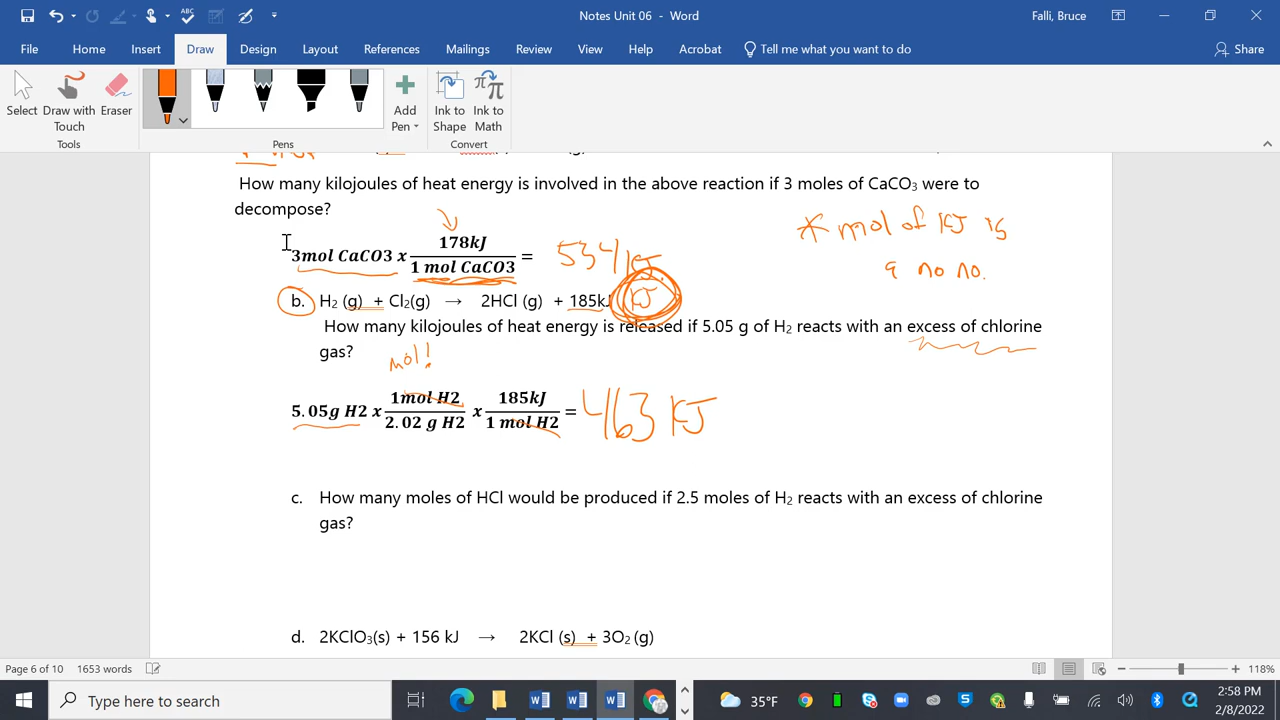 Notes Unit 06 - Word
Falli, Bruce
File Home Insert Draw Design Layout References Mailings Review View Help Acrobat Tell me what you want to do Share
Select Draw with Touch Eraser Add Pen Ink to Shape Ink to Math
Tools Pens Convert
How many kilojoules of heat energy is involved in the above reaction if 3 moles of CaCO₃ were to
decompose?
* mol of KJ is
a no no.
3mol CaCO3 x 178kJ / 1 mol CaCO3 = 534 KJ
b. H₂ (g) + Cl₂(g) → 2HCl (g) + 185kJ KJ
How many kilojoules of heat energy is released if 5.05 g of H₂ reacts with an excess of chlorine
gas?
mol!
5.05g H2 x 1mol H2 / 2.02 g H2 x 185kJ / 1 mol H2 = 463 KJ
c. How many moles of HCl would be produced if 2.5 moles of H₂ reacts with an excess of chlorine
gas?
d. 2KClO₃(s) + 156 kJ → 2KCl (s) + 3O₂ (g)
Page 6 of 10 1653 words 118%
Type here to search
35°F
2:58 PM
2/8/2022